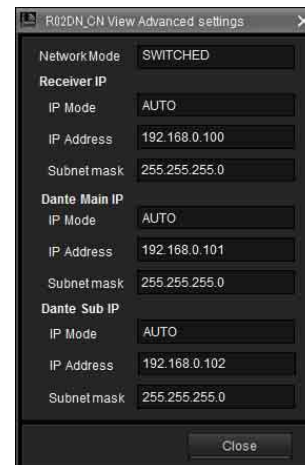 R02DN_CN View Advanced settings
Network Mode SWITCHED
Receiver IP
IP Mode AUTO
IP Address 192.168.0.100
Subnet mask 255.255.255.0
Dante Main IP
IP Mode AUTO
IP Address 192.168.0.101
Subnet mask 255.255.255.0
Dante Sub IP
IP Mode AUTO
IP Address 192.168.0.102
Subnet mask 255.255.255.0
Close